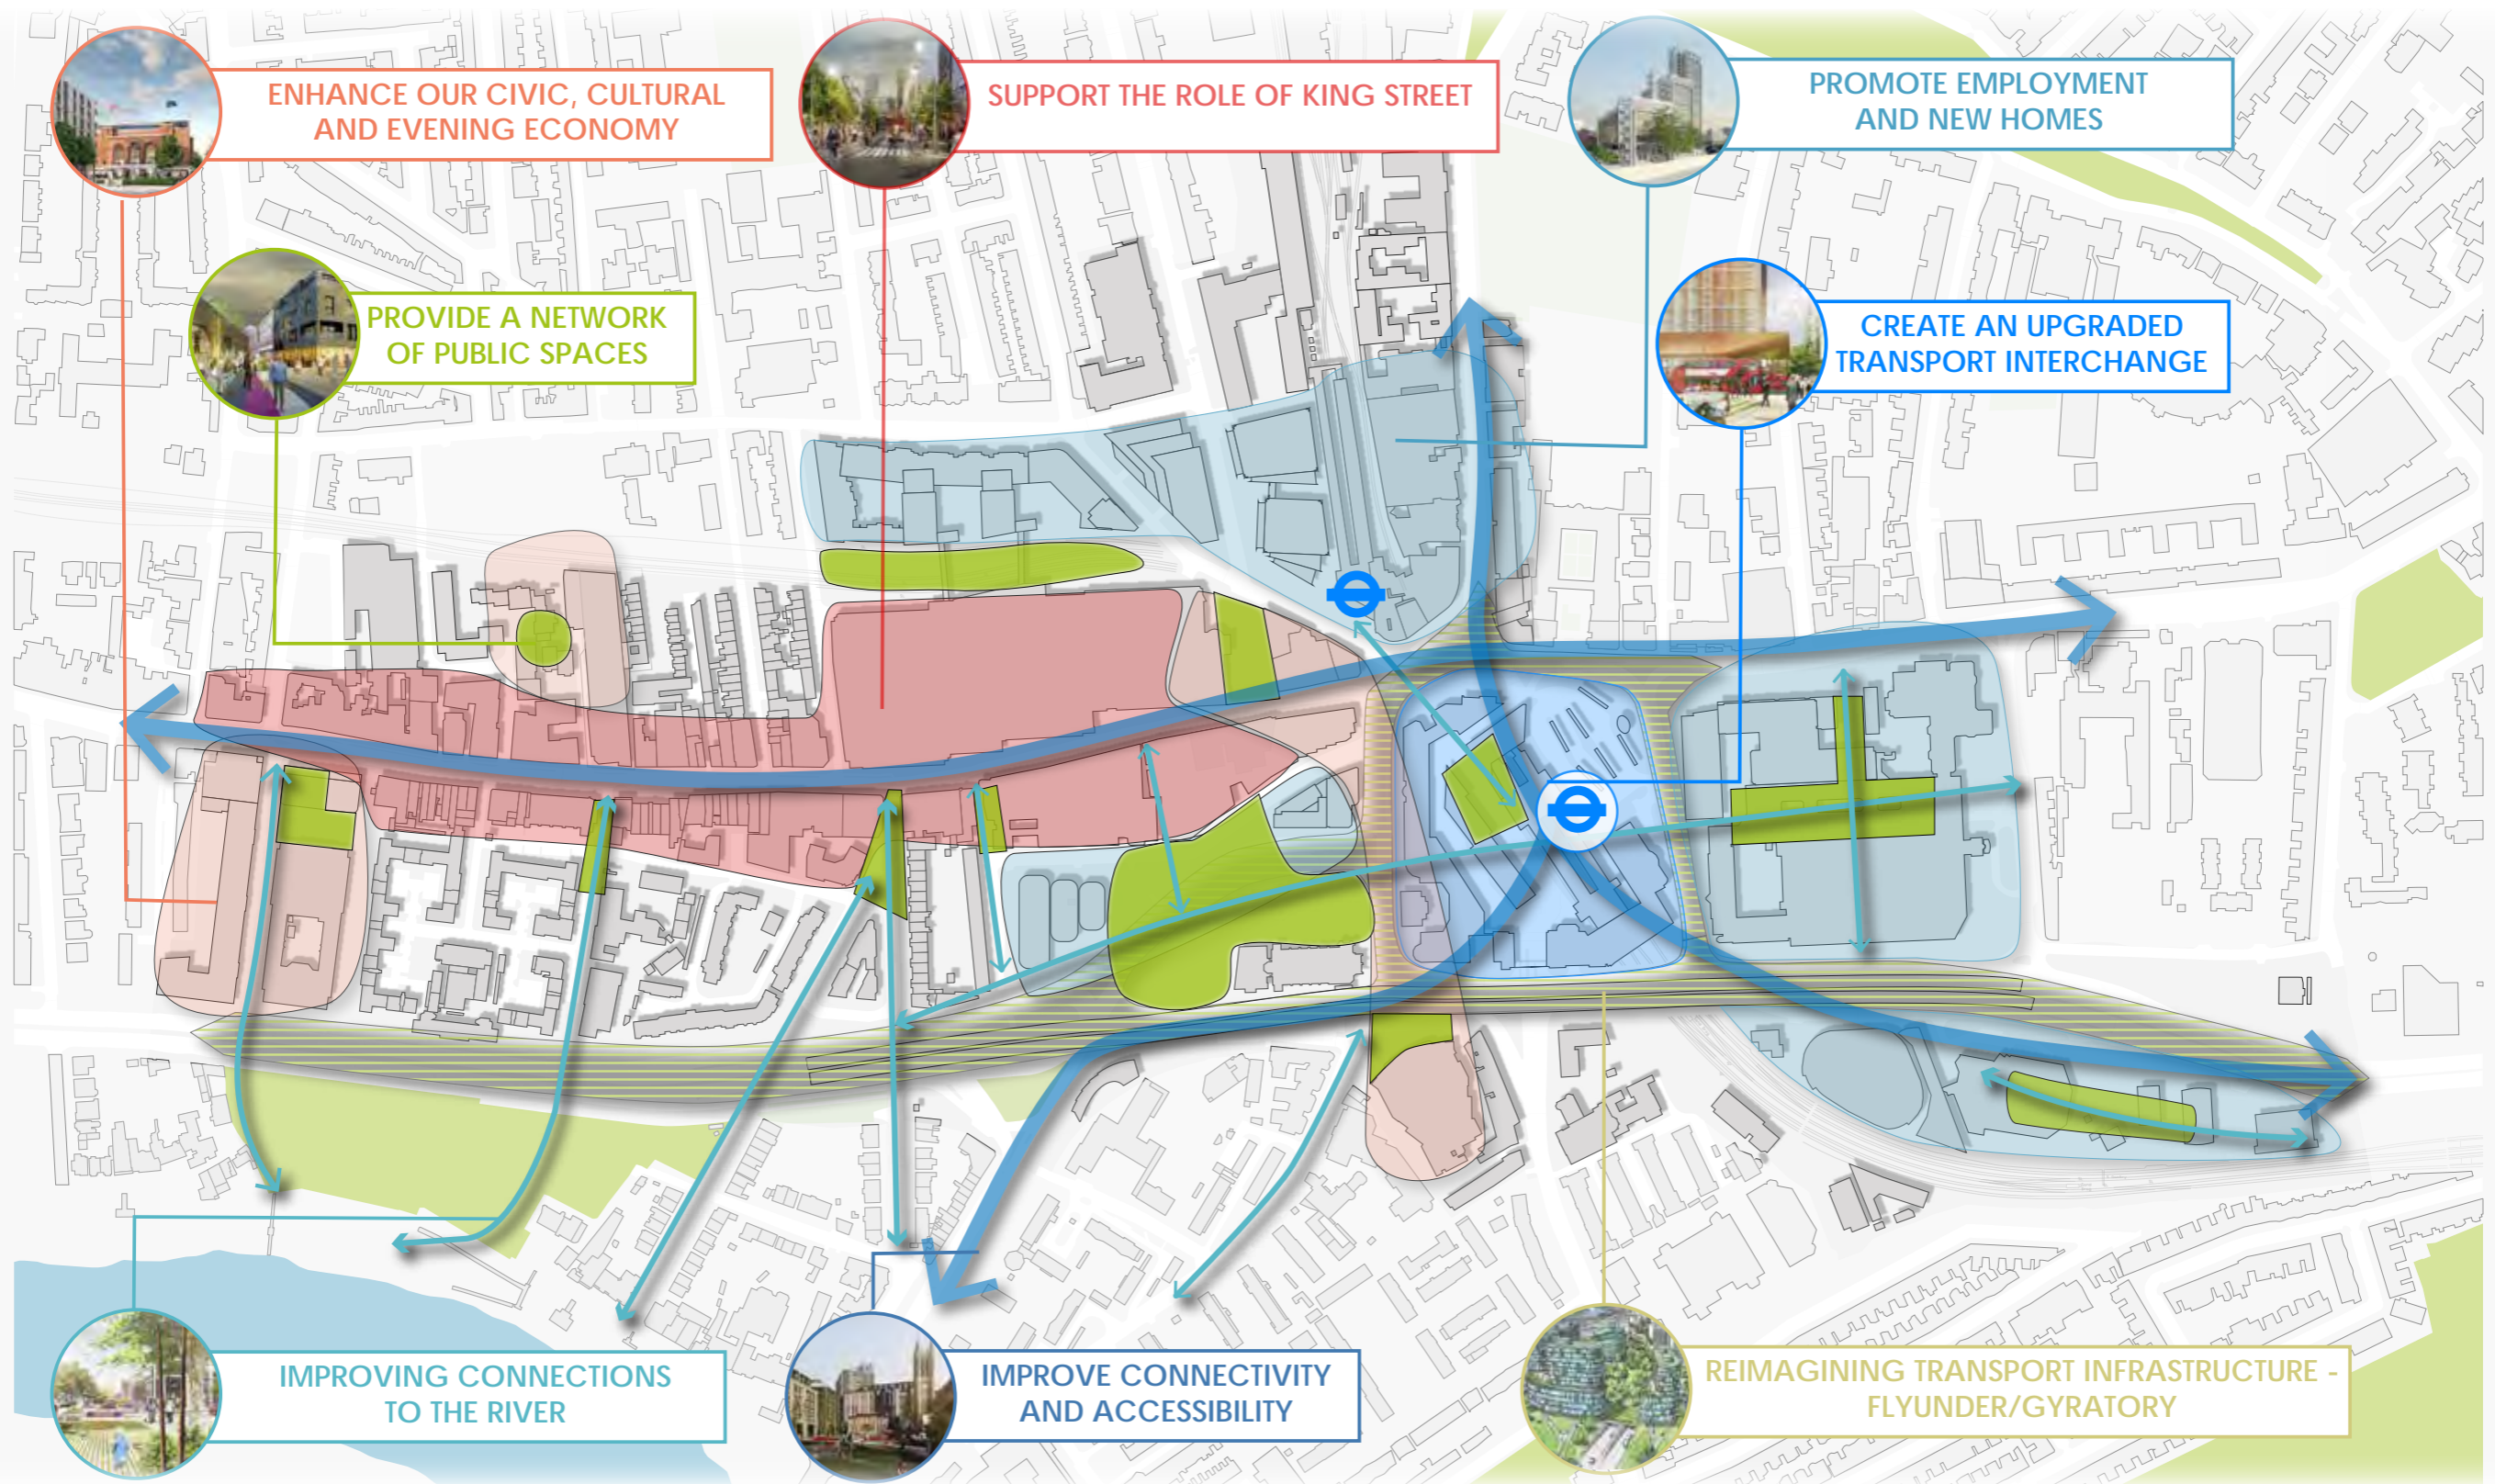 ENHANCE OUR CIVIC, CULTURAL
AND EVENING ECONOMY
SUPPORT THE ROLE OF KING STREET
PROMOTE EMPLOYMENT
AND NEW HOMES
PROVIDE A NETWORK
OF PUBLIC SPACES
CREATE AN UPGRADED
TRANSPORT INTERCHANGE
IMPROVING CONNECTIONS
TO THE RIVER
IMPROVE CONNECTIVITY
AND ACCESSIBILITY
REIMAGINING TRANSPORT INFRASTRUCTURE -
FLYUNDER/GYRATORY